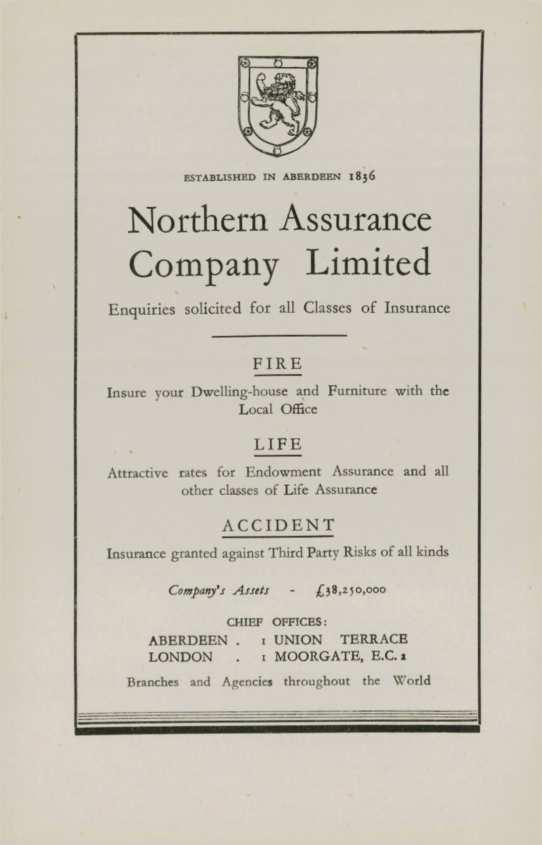 ESTABLISHED IN ABERDEEN 1836
Northern Assurance
Company Limited
Enquiries solicited for all Classes of Insurance
FIRE
Insure your Dwelling-house and Furniture with the
Local Office
LIFE
Attractive rates for Endowment Assurance and all
other classes of Life Assurance
ACCIDENT
Insurance granted against Third Party Risks of all kinds
Company's Assets - £38,250,000
CHIEF OFFICES:
ABERDEEN . 1 UNION TERRACE
LONDON . 1 MOORGATE, E.C. 2
Branches and Agencies throughout the World